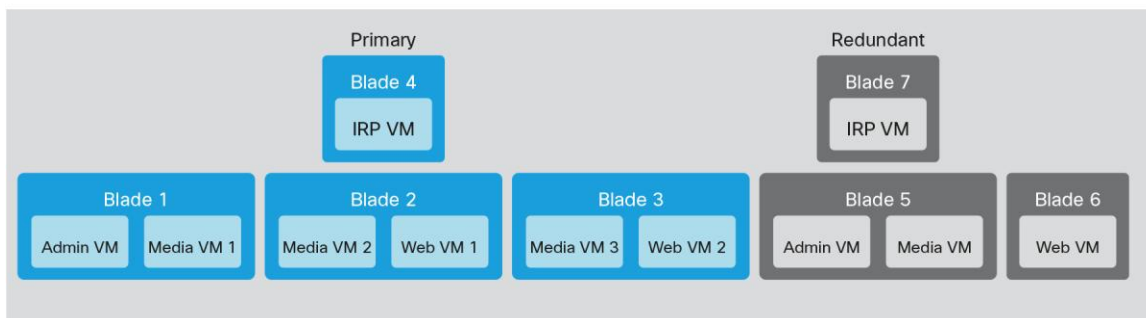 Primary
Redundant
Blade 4
IRP VM
Blade 7
IRP VM
Blade 1
Admin VM
Media VM 1
Blade 2
Media VM 2
Web VM 1
Blade 3
Media VM 3
Web VM 2
Blade 5
Admin VM
Media VM
Blade 6
Web VM